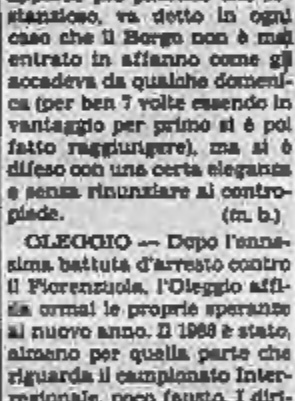 stanzioso, va detto in ogni
caso che il Borgo non è mai
entrato in affanno come gli
accadeva da qualche domeni-
ca (per ben 7 volte essendo in
vantaggio per primo si è poi
fatto raggiungere), ma si è
difeso con una certa eleganza
e senza rinunziare al contro-
piede. (m. b.)
OLEGGIO — Dopo l'enne-
sima battuta d'arresto contro
il Fiorenzuola, l'Oleggio affi-
da ormai le proprie speranze
al nuovo anno. Il 1988 è stato,
almeno per quella parte che
riguarda il campionato Inter-
regionale, poco fausto. I diri-